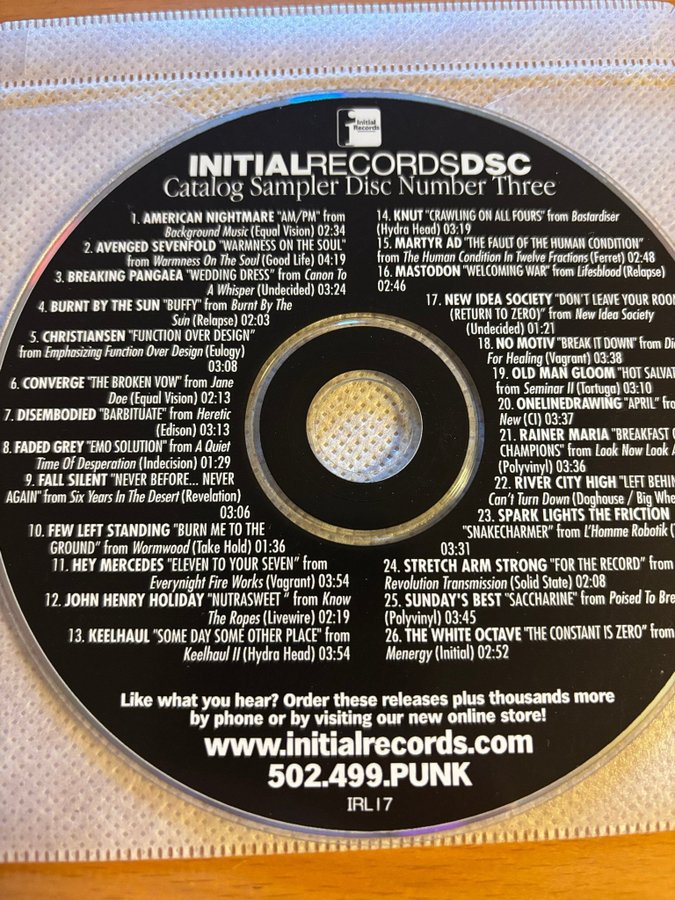 Initial
Records
INITIALRECORDSDSC
Catalog Sampler Disc Number Three
1. AMERICAN NIGHTMARE "AM/PM" from
Background Music (Equal Vision) 02:34
2. AVENGED SEVENFOLD "WARMNESS ON THE SOUL"
from Warmness On The Soul (Good Life) 04:19
3. BREAKING PANGAEA "WEDDING DRESS" from Canon To
A Whisper (Undecided) 03:24
4. BURNT BY THE SUN "BUFFY" from Burnt By The
Sun (Relapse) 02:03
5. CHRISTIANSEN "FUNCTION OVER DESIGN"
from Emphasizing Function Over Design (Eulogy)
03:08
6. CONVERGE "THE BROKEN VOW" from Jane
Doe (Equal Vision) 02:13
7. DISEMBODIED "BARBITUATE" from Heretic
(Edison) 03:13
8. FADED GREY "EMO SOLUTION" from A Quiet
Time Of Desperation (Indecision) 01:29
9. FALL SILENT "NEVER BEFORE... NEVER
AGAIN" from Six Years In The Desert (Revelation)
03:06
10. FEW LEFT STANDING "BURN ME TO THE
GROUND" from Wormwood (Take Hold) 01:36
11. HEY MERCEDES "ELEVEN TO YOUR SEVEN" from
Everynight Fire Works (Vagrant) 03:54
12. JOHN HENRY HOLIDAY "NUTRASWEET " from Know
The Ropes (Livewire) 02:19
13. KEELHAUL "SOME DAY SOME OTHER PLACE" from
Keelhaul II (Hydra Head) 03:54
14. KNUT "CRAWLING ON ALL FOURS" from Bastardiser
(Hydra Head) 03:19
15. MARTYR AD "THE FAULT OF THE HUMAN CONDITION"
from The Human Condition In Twelve Fractions (Ferret) 02:48
16. MASTODON "WELCOMING WAR" from Lifesblood (Relapse)
02:46
17. NEW IDEA SOCIETY "DON'T LEAVE YOUR ROOM
(RETURN TO ZERO)" from New Idea Society
(Undecided) 01:21
18. NO MOTIV "BREAK IT DOWN" from
For Healing (Vagrant) 03:38
19. OLD MAN GLOOM "HOT
from Seminar II (Tortuga) 03:10
20. ONELINEDRAWING "APRIL"
New (CI) 03:37
21. RAINER MARIA "BREAKFAST
CHAMPIONS" from Look Now Look
(Polyvinyl) 03:36
22. RIVER CITY HIGH "LEFT
Can't Turn Down (Doghouse / Big
23. SPARK LIGHTS THE FRICTION
"SNAKECHARMER" from L'Homme Robotik
03:31
24. STRETCH ARM STRONG "FOR THE RECORD" from
Revolution Transmission (Solid State) 02:08
25. SUNDAY'S BEST "SACCHARINE" from Poised To
(Polyvinyl) 03:45
26. THE WHITE OCTAVE "THE CONSTANT IS ZERO" from
Menergy (Initial) 02:52
Like what you hear? Order these releases plus thousands more
by phone or by visiting our new online store!
www.initialrecords.com
502.499.PUNK
IRL17